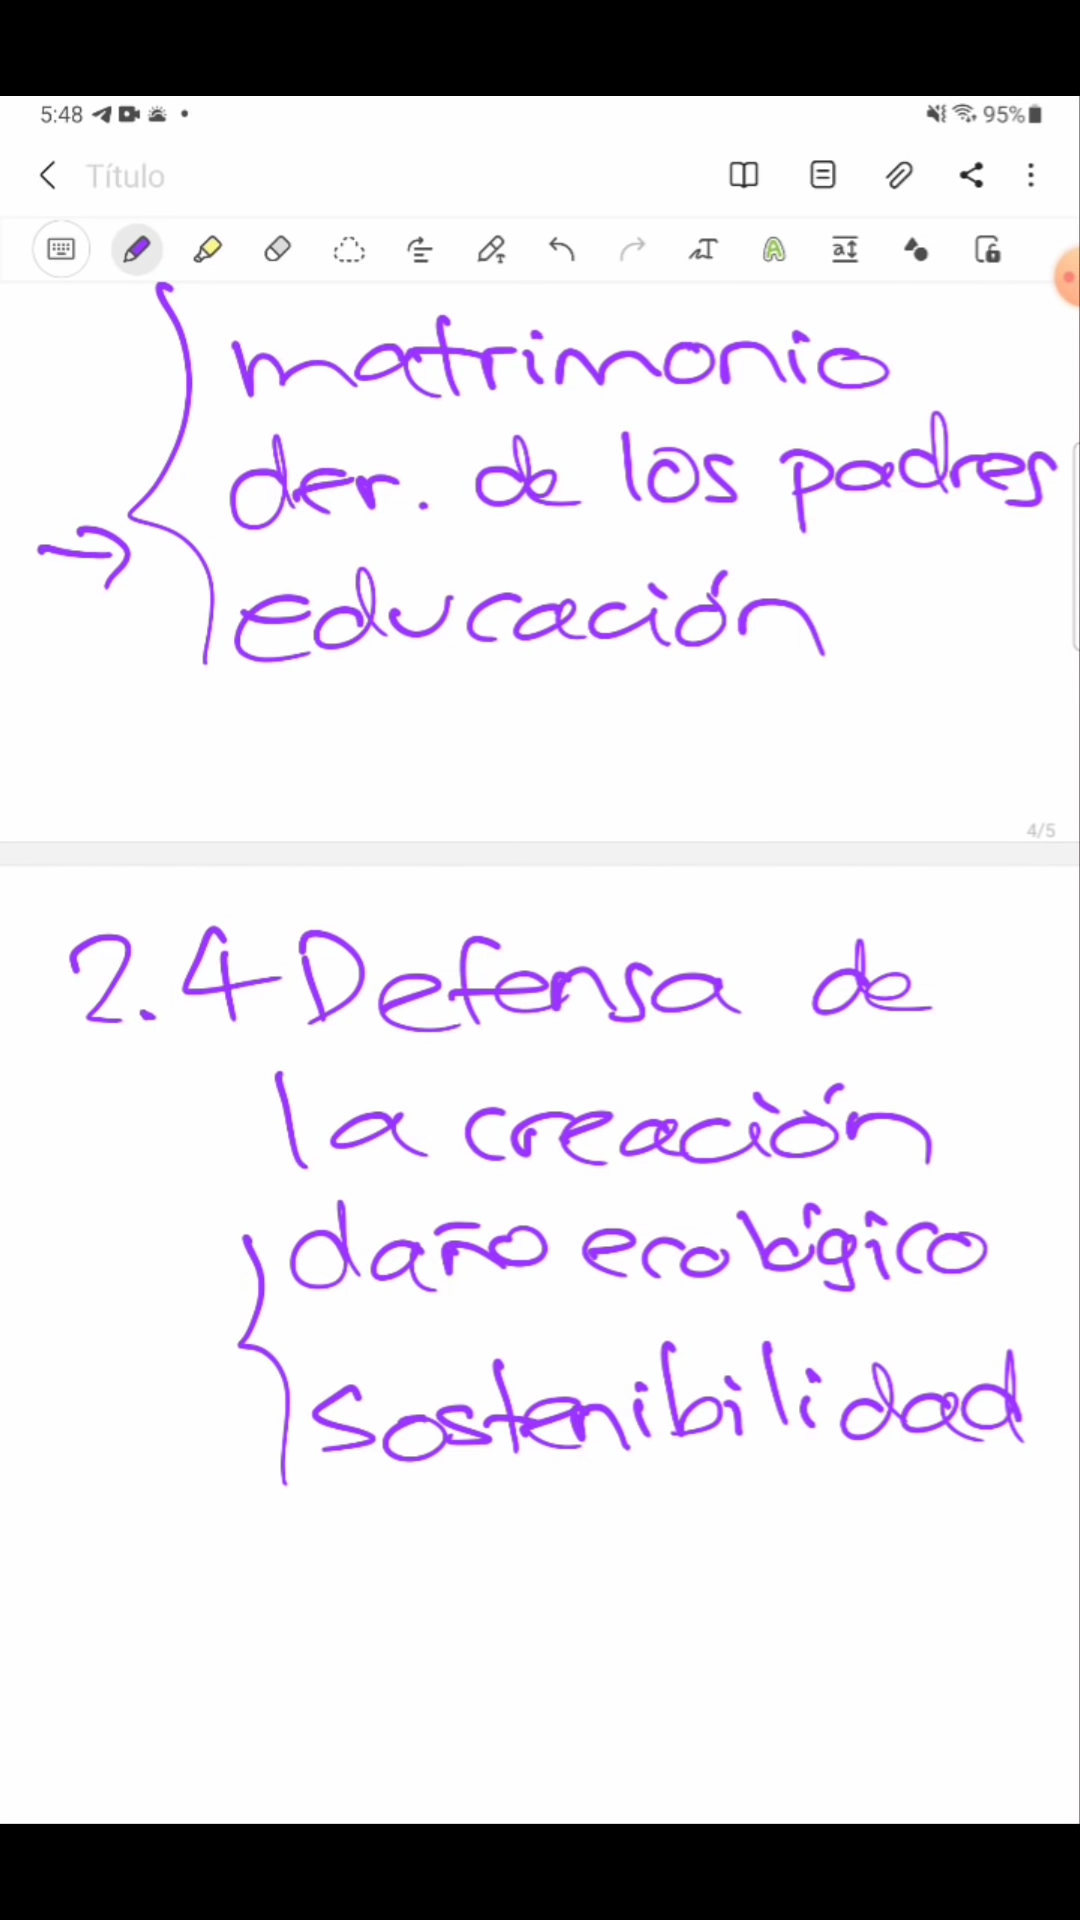 5:48
95%
Título
matrimonio
der. de los padres
→ Educación
4/5
2.4 Defensa de
la creación
daño ecológico
sostenibilidad